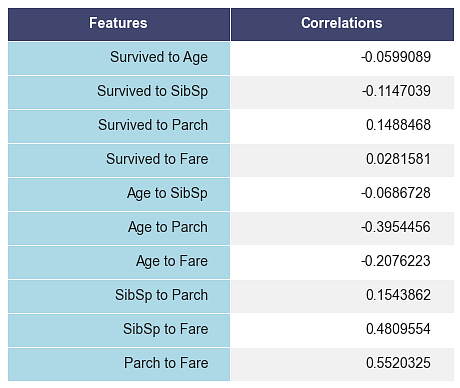 Features Correlations
Survived to Age -0.0599089
Survived to SibSp -0.1147039
Survived to Parch 0.1488468
Survived to Fare 0.0281581
Age to SibSp -0.0686728
Age to Parch -0.3954456
Age to Fare -0.2076223
SibSp to Parch 0.1543862
SibSp to Fare 0.4809554
Parch to Fare 0.5520325